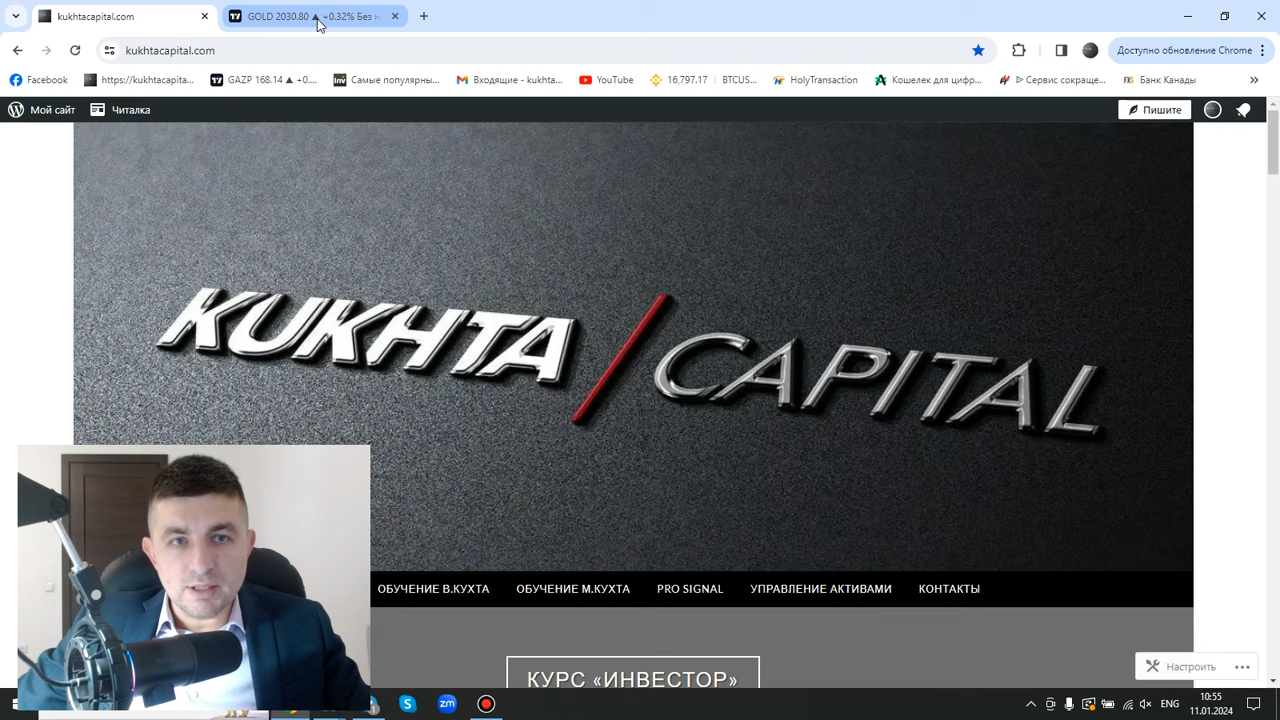 kukhtacapital.com
GOLD 2030.80 ▲ +0.32% Без н
kukhtacapital.com
Доступно обновление Chrome
Facebook
https://kukhtacapita...
GAZP 168.14 ▲ +0....
Самые популярны...
Входящие - kukhta...
YouTube
16,797.17
BTCUS...
HolyTransaction
Кошелек для цифр...
Сервис сокраще...
Банк Канады
Мой сайт
Читалка
Пишите
KUKHTA / CAPITAL
ОБУЧЕНИЕ В.КУХТА
ОБУЧЕНИЕ М.КУХТА
PRO SIGNAL
УПРАВЛЕНИЕ АКТИВАМИ
КОНТАКТЫ
КУРС «ИНВЕСТОР»
Настроить
zm
ENG
10:55
11.01.2024